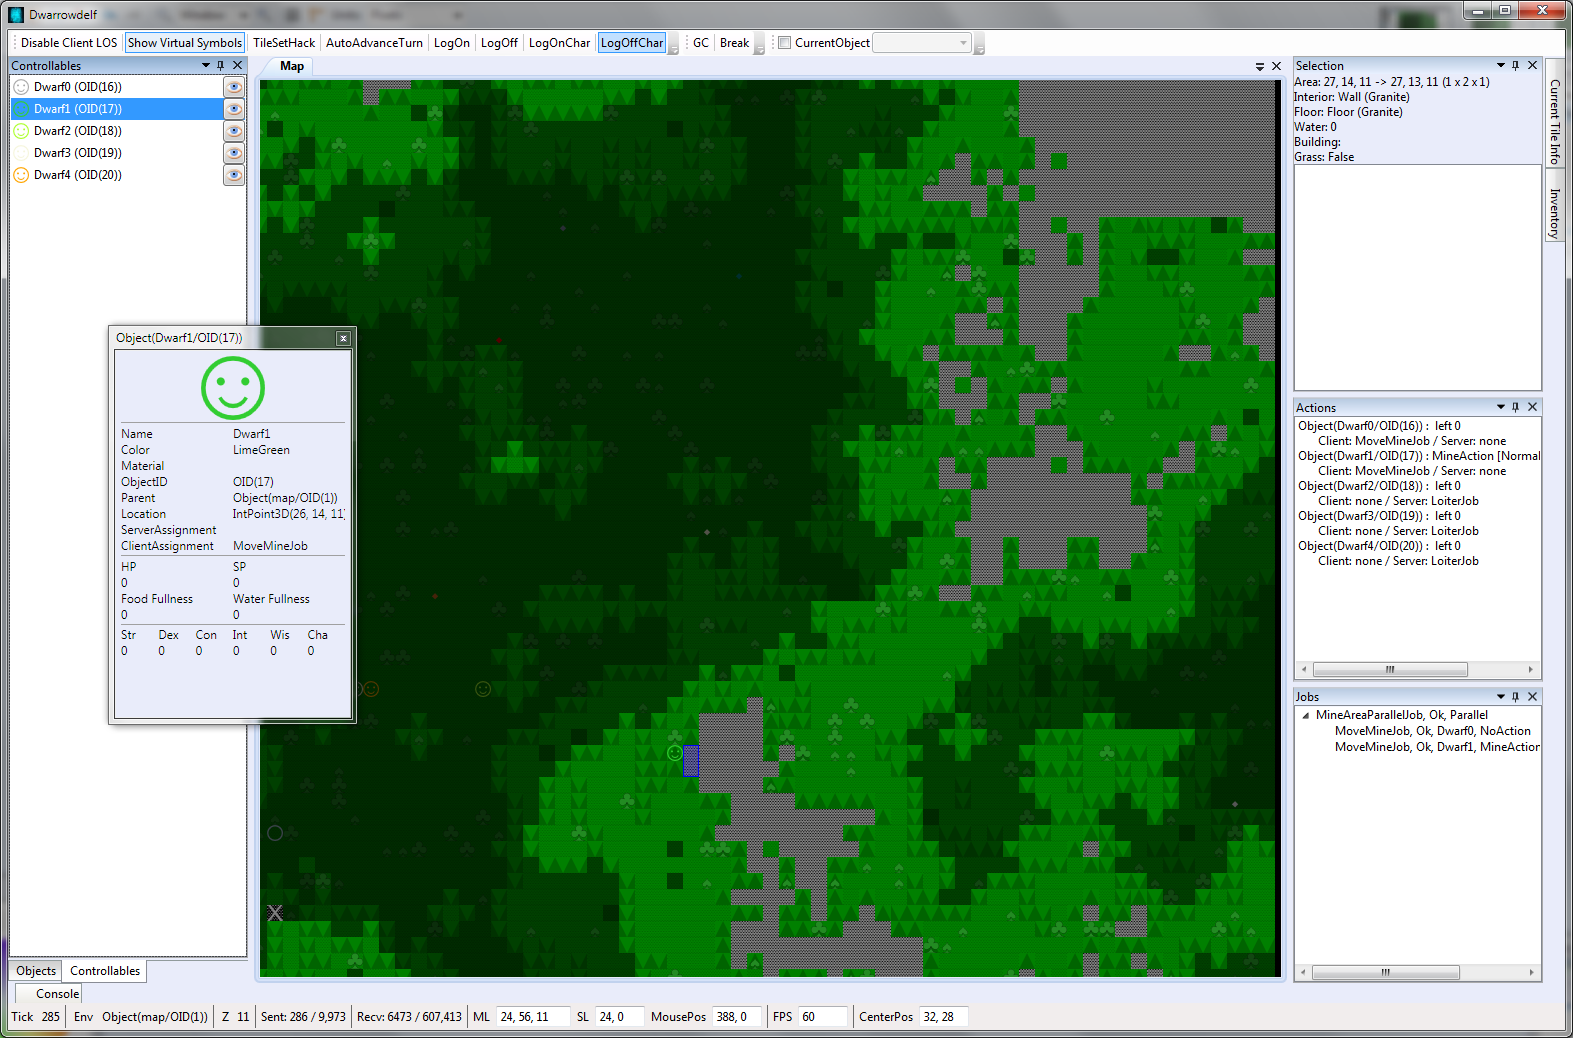 Dwarrowdelf
Disable Client LOS Show Virtual Symbols TileSetHack AutoAdvanceTurn LogOn LogOff LogOnChar LogOffChar GC Break CurrentObject
Controllables
Dwarf0 (OID(16))
Dwarf1 (OID(17))
Dwarf2 (OID(18))
Dwarf3 (OID(19))
Dwarf4 (OID(20))
Objects Controllables
Console
Map
Object(Dwarf1/OID(17))
Name Dwarf1
Color LimeGreen
Material
ObjectID OID(17)
Parent Object(map/OID(1))
Location IntPoint3D(26, 14, 11)
ServerAssignment
ClientAssignment MoveMineJob
HP SP
0 0
Food Fullness Water Fullness
0 0
Str Dex Con Int Wis Cha
0 0 0 0 0 0
X
Selection
Area: 27, 14, 11 -> 27, 13, 11 (1 x 2 x 1)
Interior: Wall (Granite)
Floor: Floor (Granite)
Water: 0
Building:
Grass: False
Current Tile Info
Inventory
Actions
Object(Dwarf0/OID(16)) : left 0
Client: MoveMineJob / Server: none
Object(Dwarf1/OID(17)) : MineAction [Normal
Client: MoveMineJob / Server: none
Object(Dwarf2/OID(18)) : left 0
Client: none / Server: LoiterJob
Object(Dwarf3/OID(19)) : left 0
Client: none / Server: LoiterJob
Object(Dwarf4/OID(20)) : left 0
Client: none / Server: LoiterJob
Jobs
MineAreaParallelJob, Ok, Parallel
MoveMineJob, Ok, Dwarf0, NoAction
MoveMineJob, Ok, Dwarf1, MineAction
Tick 285 Env Object(map/OID(1)) Z 11 Sent: 286 / 9,973 Recv: 6473 / 607,413 ML 24, 56, 11 SL 24, 0 MousePos 388, 0 FPS 60 CenterPos 32, 28